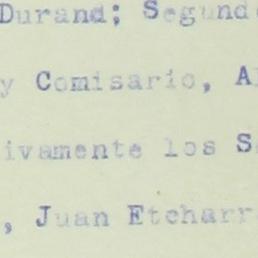 Durand; Segund
y Comisario, A
ivamente los S
, Juan Etcharr